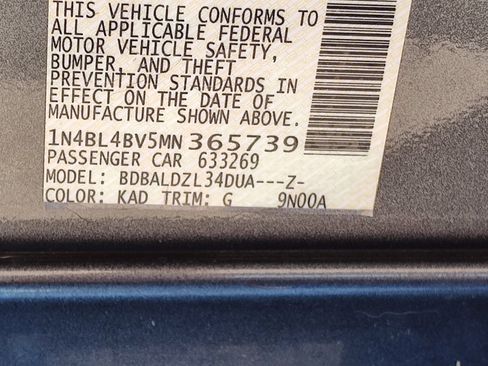 THIS VEHICLE CONFORMS TO
ALL APPLICABLE FEDERAL
MOTOR VEHICLE SAFETY,
BUMPER, AND THEFT
PREVENTION STANDARDS IN
EFFECT ON THE DATE OF
MANUFACTURE SHOWN ABOVE.
1N4BL4BV5MN365739
PASSENGER CAR 633269
MODEL: BDBALDZL34DUA---Z-
COLOR: KAD TRIM: G 9N00A